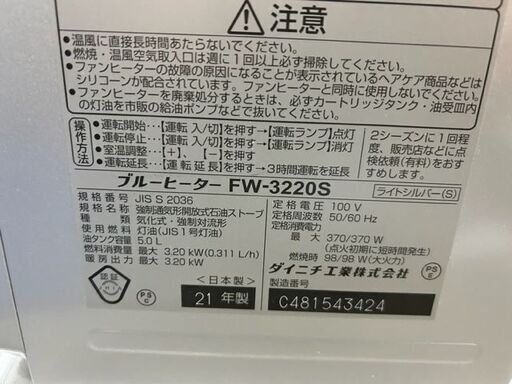 注意
•温風に直接長時間あたらないでください。
•燃焼・温風空気取入口は週に1回以上必ず掃除してください。
•ファンヒーターの故障の原因になることが表示されているヘアケア商品などは
シリコーンが配合されています。ファンヒーターと同時に使用しないでください。
•ファンヒーターを廃棄処分するときは、必ずカートリッジタンク・油受皿内
の灯油を市販の給油ポンプなどで抜いてください。
操作方法
•運転開始…【運転 入/切】を押す→【運転ランプ】点灯
•運転停止…【運転 入/切】を押す→【運転ランプ】消灯
•室温調整…【+】、【-】を押す
•運転延長…【運転延長】を押す→3時間運転を延長
2シーズンに1回程
度、販売店などに点
検依頼(有料)をおす
すめします。
ブルーヒーター FW-3220S
ライトシルバー(S)
規格番号 JIS S 2036
種類 強制通気形開放式石油ストーブ
方式 気化式・強制対流形
使用燃料 灯油(JIS 1号灯油)
油タンク容量 5.0 L
燃料消費量 最大 3.20 kW(0.311 L/h)
暖房出力 最大 3.20 kW
定格電圧 100 V
定格周波数 50/60 Hz
定格消費電力
最大 370/370 W
(点火初期に短時間発生)
燃焼時 98/98 W(大火力)
認証
JHIA
PSC
<日本製>
21 年製
ダイニチ工業株式会社
PSE
製造番号
C481543424